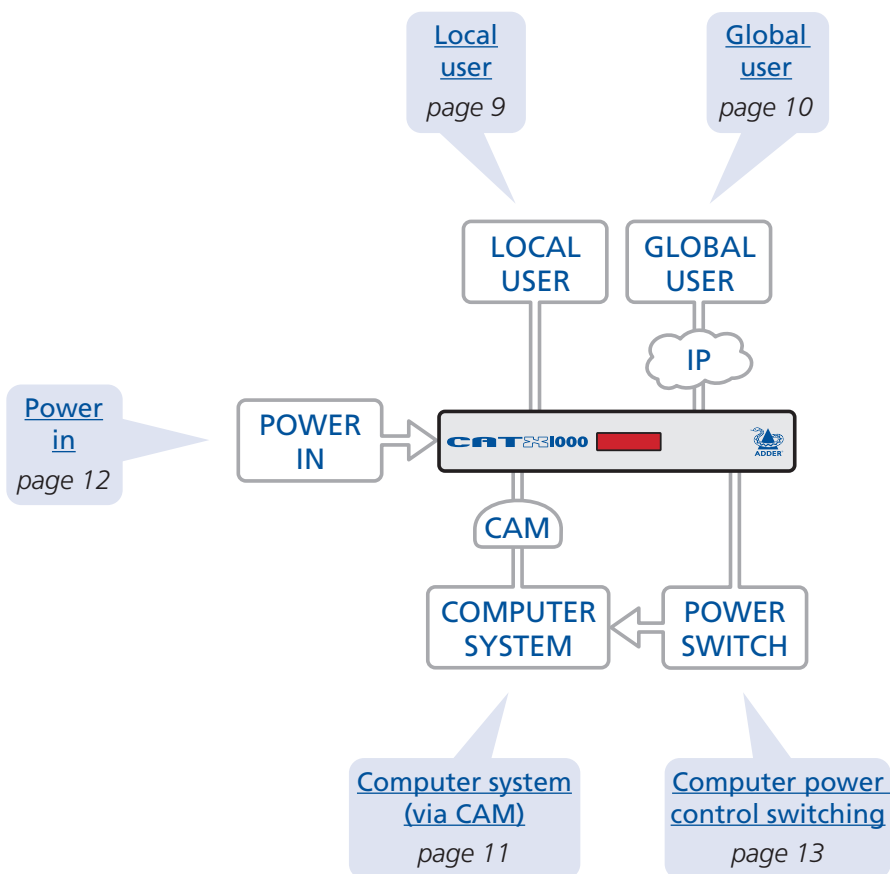 Local
user
page 9
Global
user
page 10
LOCAL
USER
GLOBAL
USER
IP
Power
in
page 12
POWER
IN
CATX1000
ADDER
CAM
COMPUTER
SYSTEM
POWER
SWITCH
Computer system
(via CAM)
page 11
Computer power
control switching
page 13